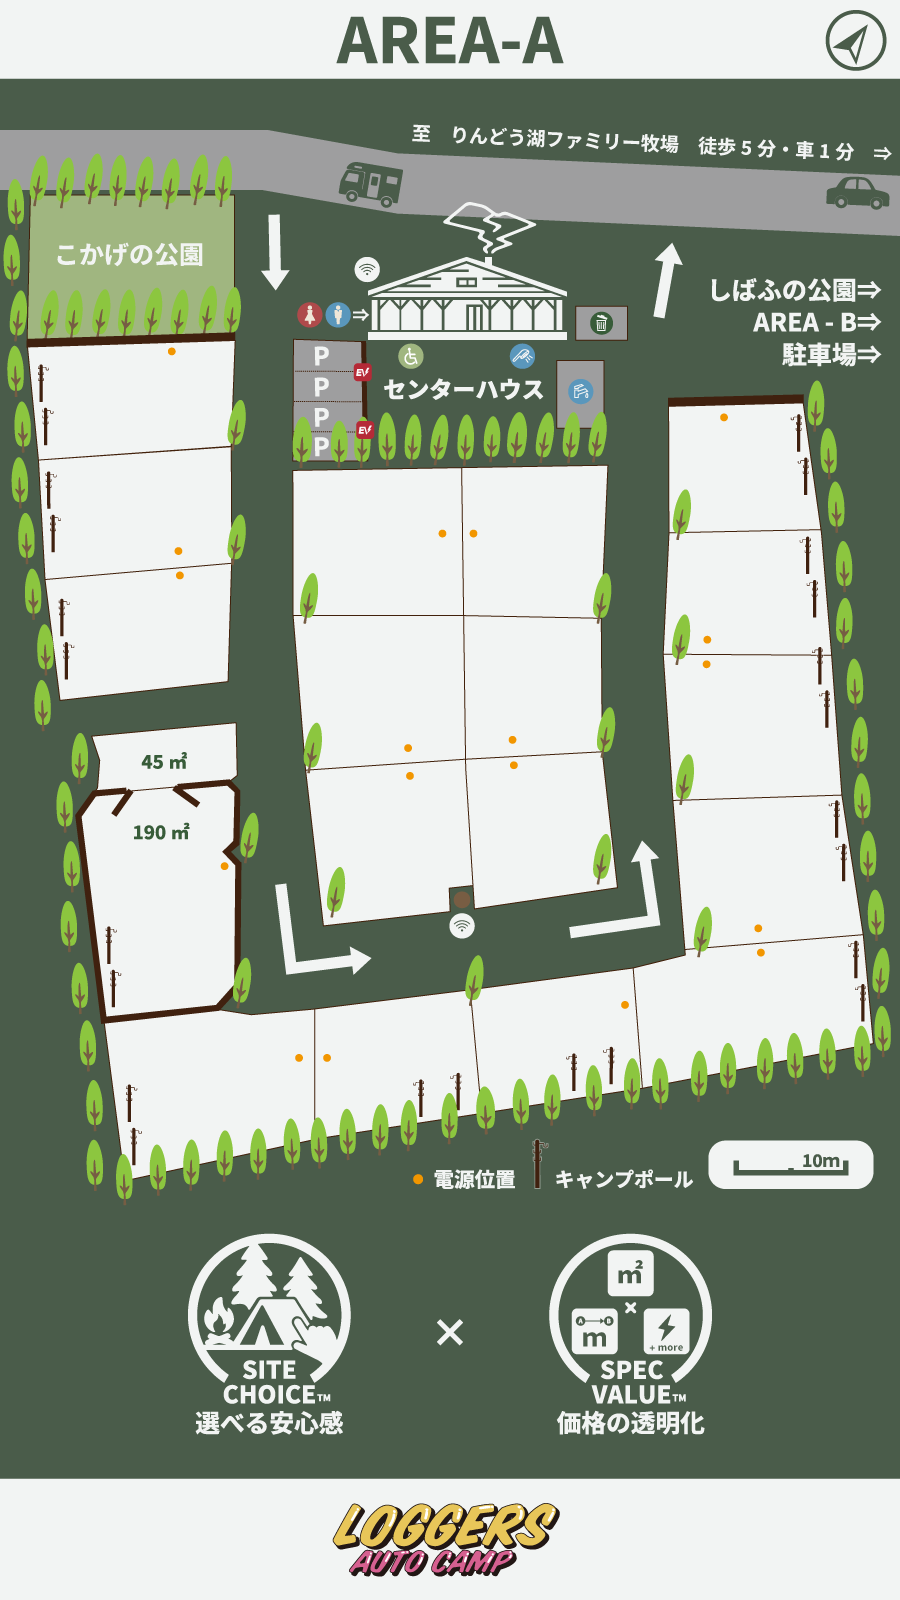 AREA-A
至 りんどう湖ファミリー牧場 徒歩5分・車1分 ⇒
こかげの公園
しばふの公園⇒
AREA - B⇒
駐車場⇒
⇒
P
P
P
P
EV
EV
センターハウス
45 ㎡
190 ㎡
電源位置
キャンプポール
10m
m²
×
A→B
m
+ more
SITE
CHOICE™
選べる安心感
×
SPEC
VALUE™
価格の透明化
LOGGERS
AUTO CAMP